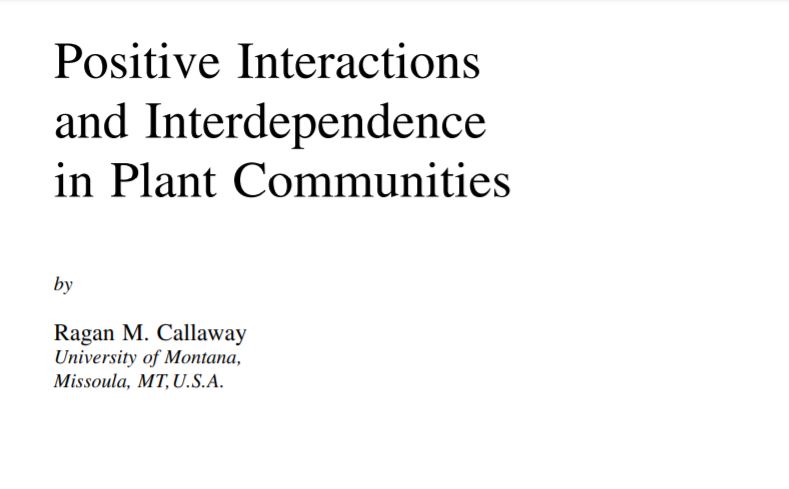 Positive Interactions
and Interdependence
in Plant Communities
by
Ragan M. Callaway
University of Montana,
Missoula, MT, U.S.A.